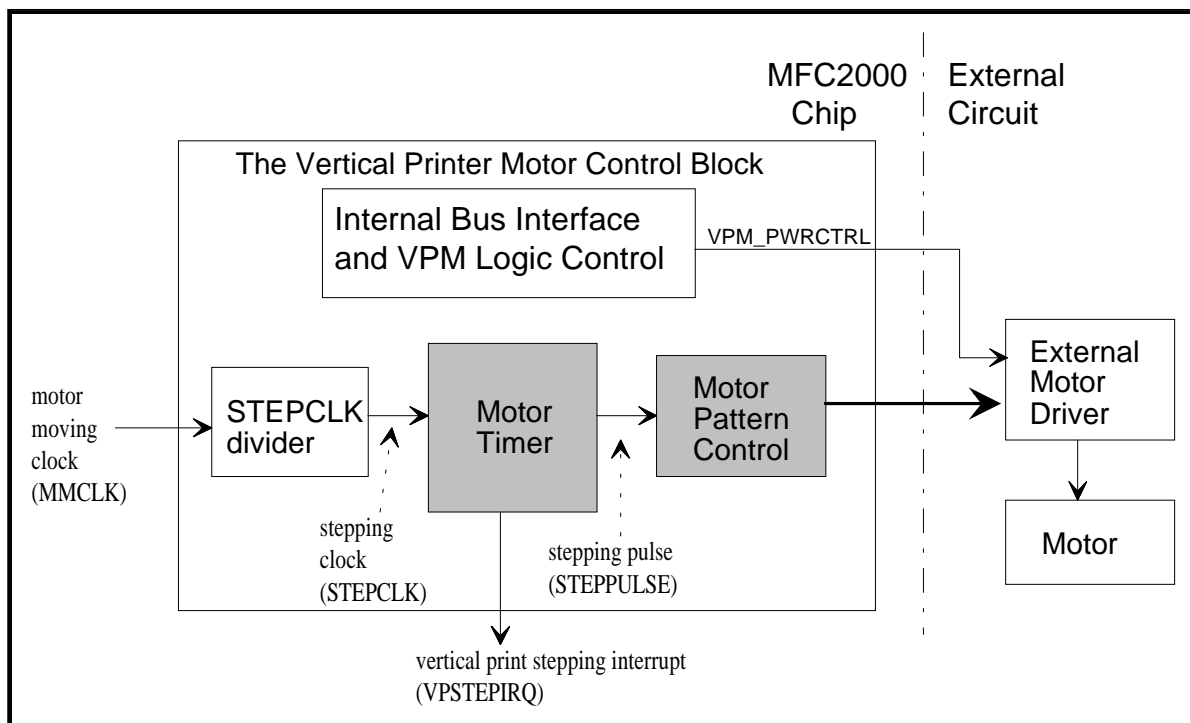 MFC2000
Chip
External
Circuit
The Vertical Printer Motor Control Block
Internal Bus Interface
and VPM Logic Control
VPM_PWRCTRL
motor
moving
clock
(MMCLK)
STEPCLK
divider
Motor
Timer
Motor
Pattern
Control
External
Motor
Driver
stepping
clock
(STEPCLK)
stepping pulse
(STEPPULSE)
Motor
vertical print stepping interrupt
(VPSTEPIRQ)